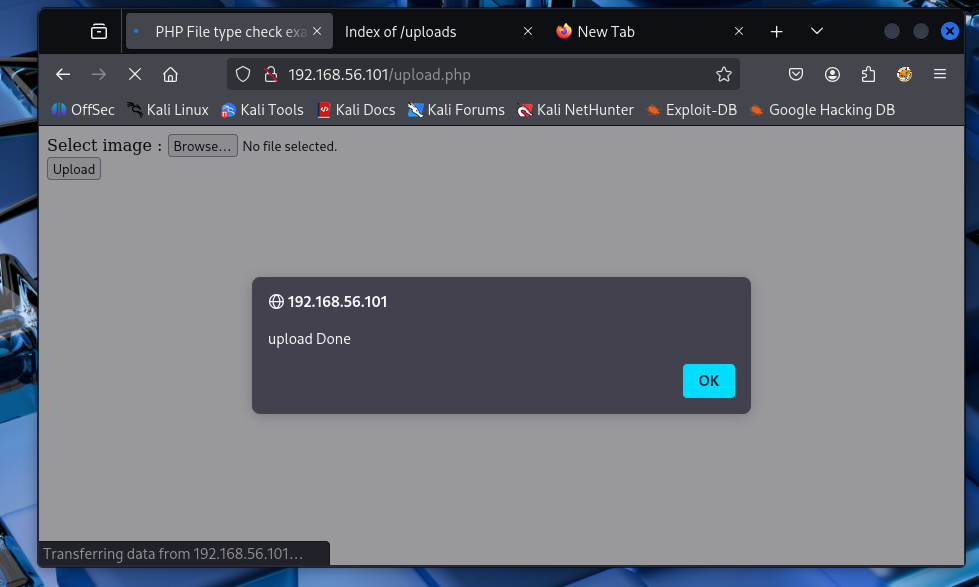 PHP File type check exa
Index of /uploads
New Tab
192.168.56.101/upload.php
OffSec
Kali Linux
Kali Tools
Kali Docs
Kali Forums
Kali NetHunter
Exploit-DB
Google Hacking DB
Select image : Browse... No file selected.
Upload
192.168.56.101
upload Done
OK
Transferring data from 192.168.56.101...